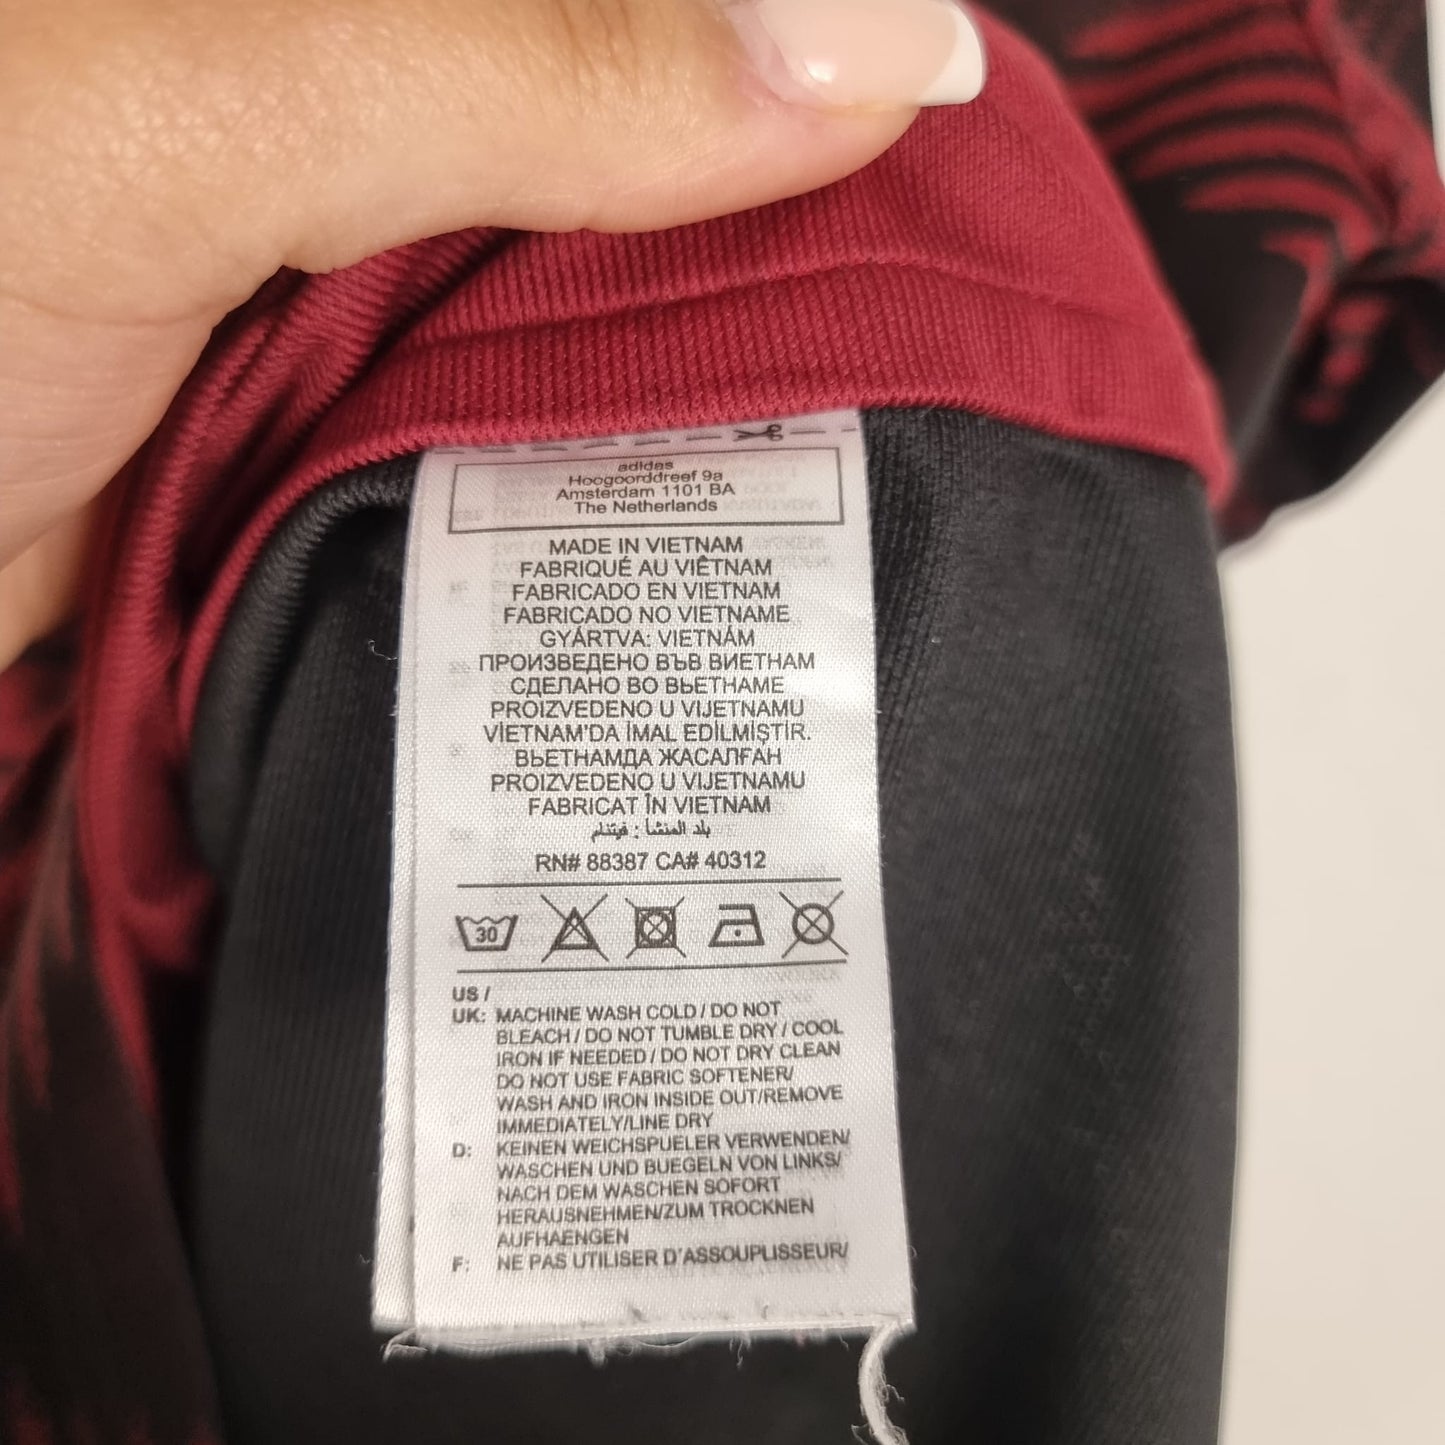 adidas
Hoogoorddreef 9a
Amsterdam 1101 BA
The Netherlands
MADE IN VIETNAM
FABRIQUÉ AU VIÊTNAM
FABRICADO EN VIETNAM
FABRICADO NO VIETNAME
GYÁRTVA: VIETNÁM
ПРОИЗВЕДЕНО ВЪВ ВИЕТНАМ
СДЕЛАНО ВО ВЬЕТНАМЕ
PROIZVEDENO U VIJETNAMU
VİETNAM'DA İMAL EDİLMİŞTİR.
ВЬЕТНАМДА ЖАСАЛҒАН
PROIZVEDENO U VIJETNAMU
FABRICAT ÎN VIETNAM
بلد المنشأ : فيتنام
RN# 88387 CA# 40312
30
US /
UK: MACHINE WASH COLD / DO NOT
BLEACH / DO NOT TUMBLE DRY / COOL
IRON IF NEEDED / DO NOT DRY CLEAN
DO NOT USE FABRIC SOFTENER/
WASH AND IRON INSIDE OUT/REMOVE
IMMEDIATELY/LINE DRY
D: KEINEN WEICHSPUELER VERWENDEN/
WASCHEN UND BUEGELN VON LINKS/
NACH DEM WASCHEN SOFORT
HERAUSNEHMEN/ZUM TROCKNEN
AUFHAENGEN
F: NE PAS UTILISER D'ASSOUPLISSEUR/